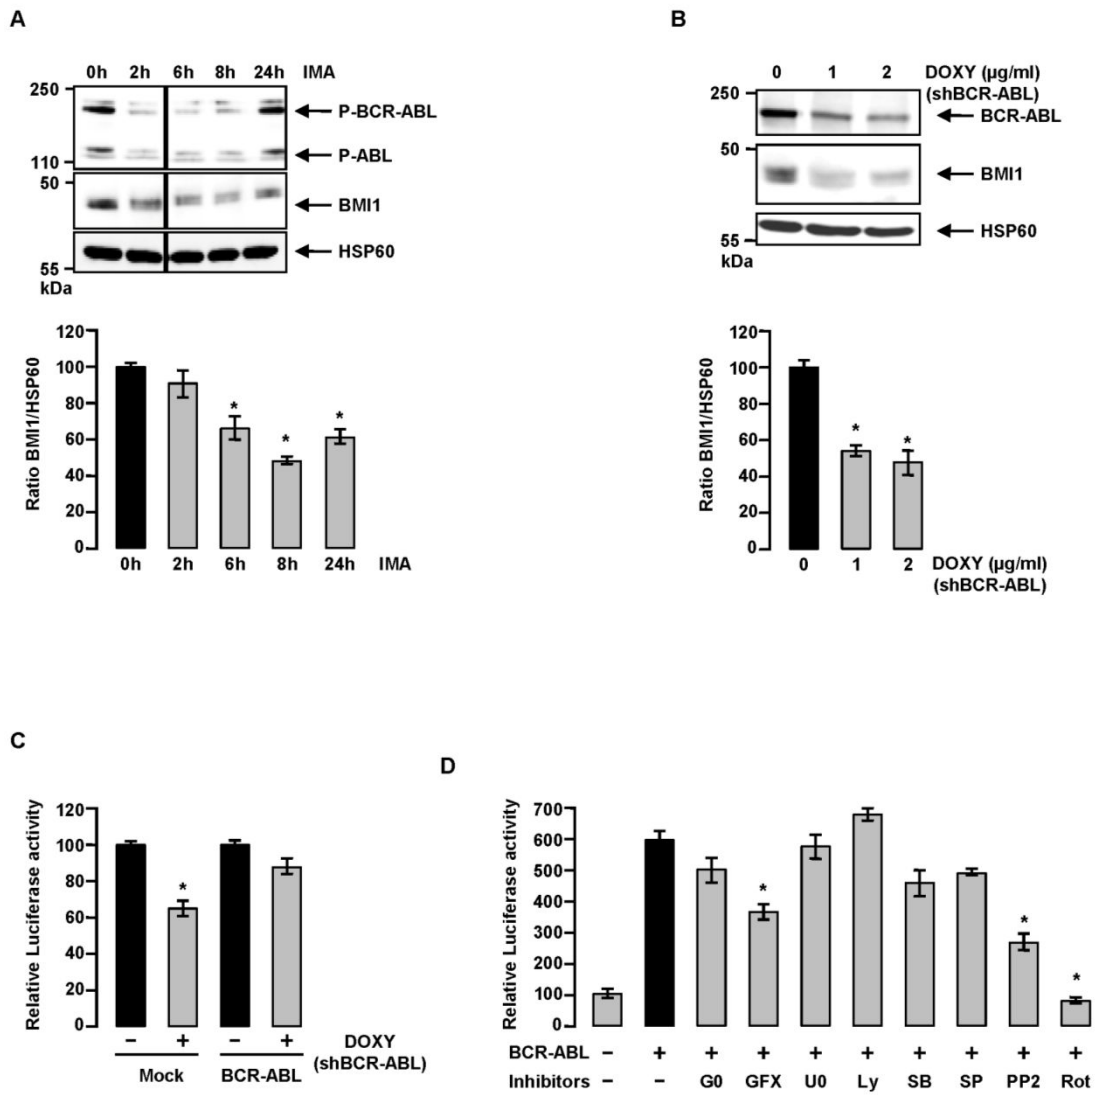 A
0h 2h 6h 8h 24h IMA
250
P-BCR-ABL
P-ABL
110
50
BMI1
HSP60
55
kDa
120
100
80
60
40
20
0
Ratio BMI1/HSP60
* * *
0h 2h 6h 8h 24h IMA
B
0 1 2 DOXY (µg/ml)
(shBCR-ABL)
250
BCR-ABL
50
BMI1
HSP60
55
kDa
120
100
80
60
40
20
0
Ratio BMI1/HSP60
* *
0 1 2 DOXY (µg/ml)
(shBCR-ABL)
C
120
100
80
60
40
20
0
Relative Luciferase activity
*
– + – + DOXY
(shBCR-ABL)
Mock BCR-ABL
D
700
600
500
400
300
200
100
0
Relative Luciferase activity
* * *
BCR-ABL – + + + + + + + + +
Inhibitors – – G0 GFX U0 Ly SB SP PP2 Rot